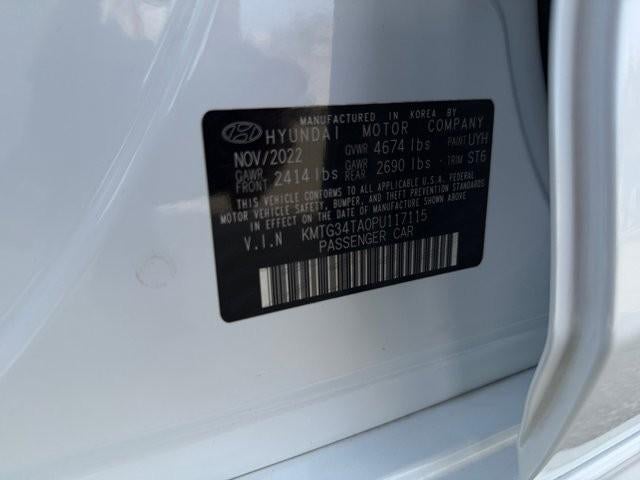 MANUFACTURED IN KOREA BY
HYUNDAI MOTOR COMPANY
NOV/2022 GVWR 4674 lbs PAINT UYH
GAWR FRONT 2414 lbs GAWR REAR 2690 lbs TRIM ST6
THIS VEHICLE CONFORMS TO ALL APPLICABLE U.S.A. FEDERAL
MOTOR VEHICLE SAFETY, BUMPER, AND THEFT PREVENTION STANDARDS
IN EFFECT ON THE DATE OF MANUFACTURE SHOWN ABOVE
V.I.N KMTG34TA0PU117115
PASSENGER CAR